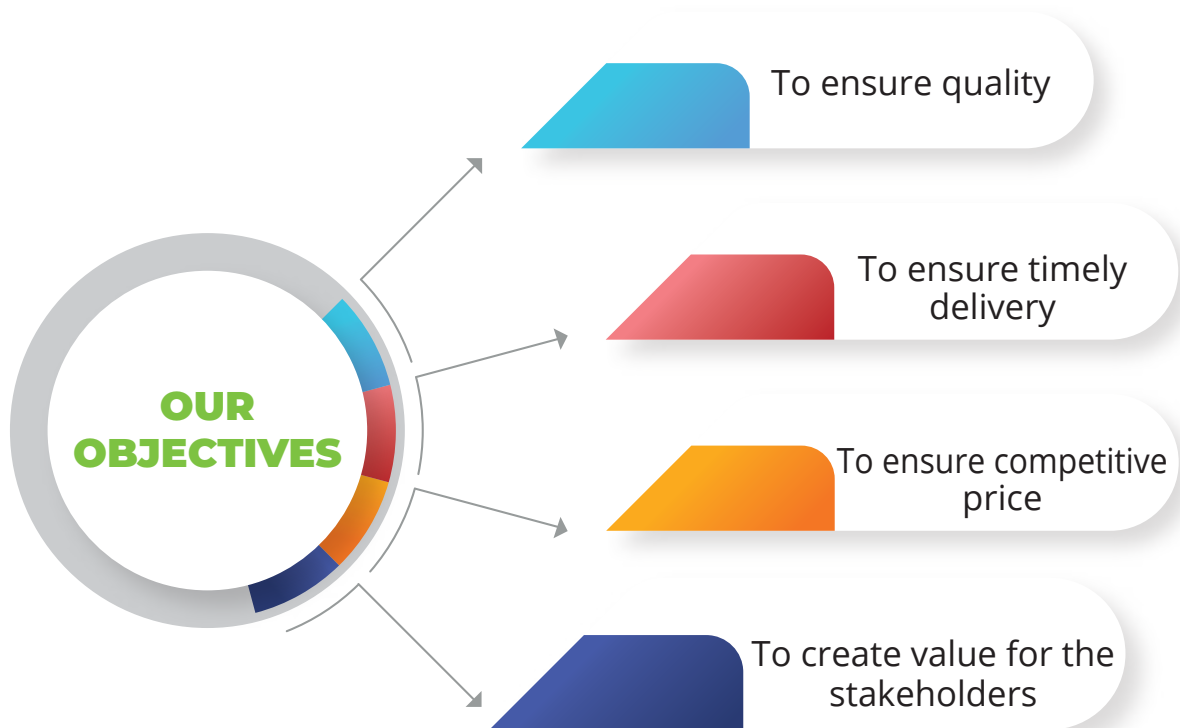 OUR
OBJECTIVES
To ensure quality
To ensure timely
delivery
To ensure competitive
price
To create value for the
stakeholders